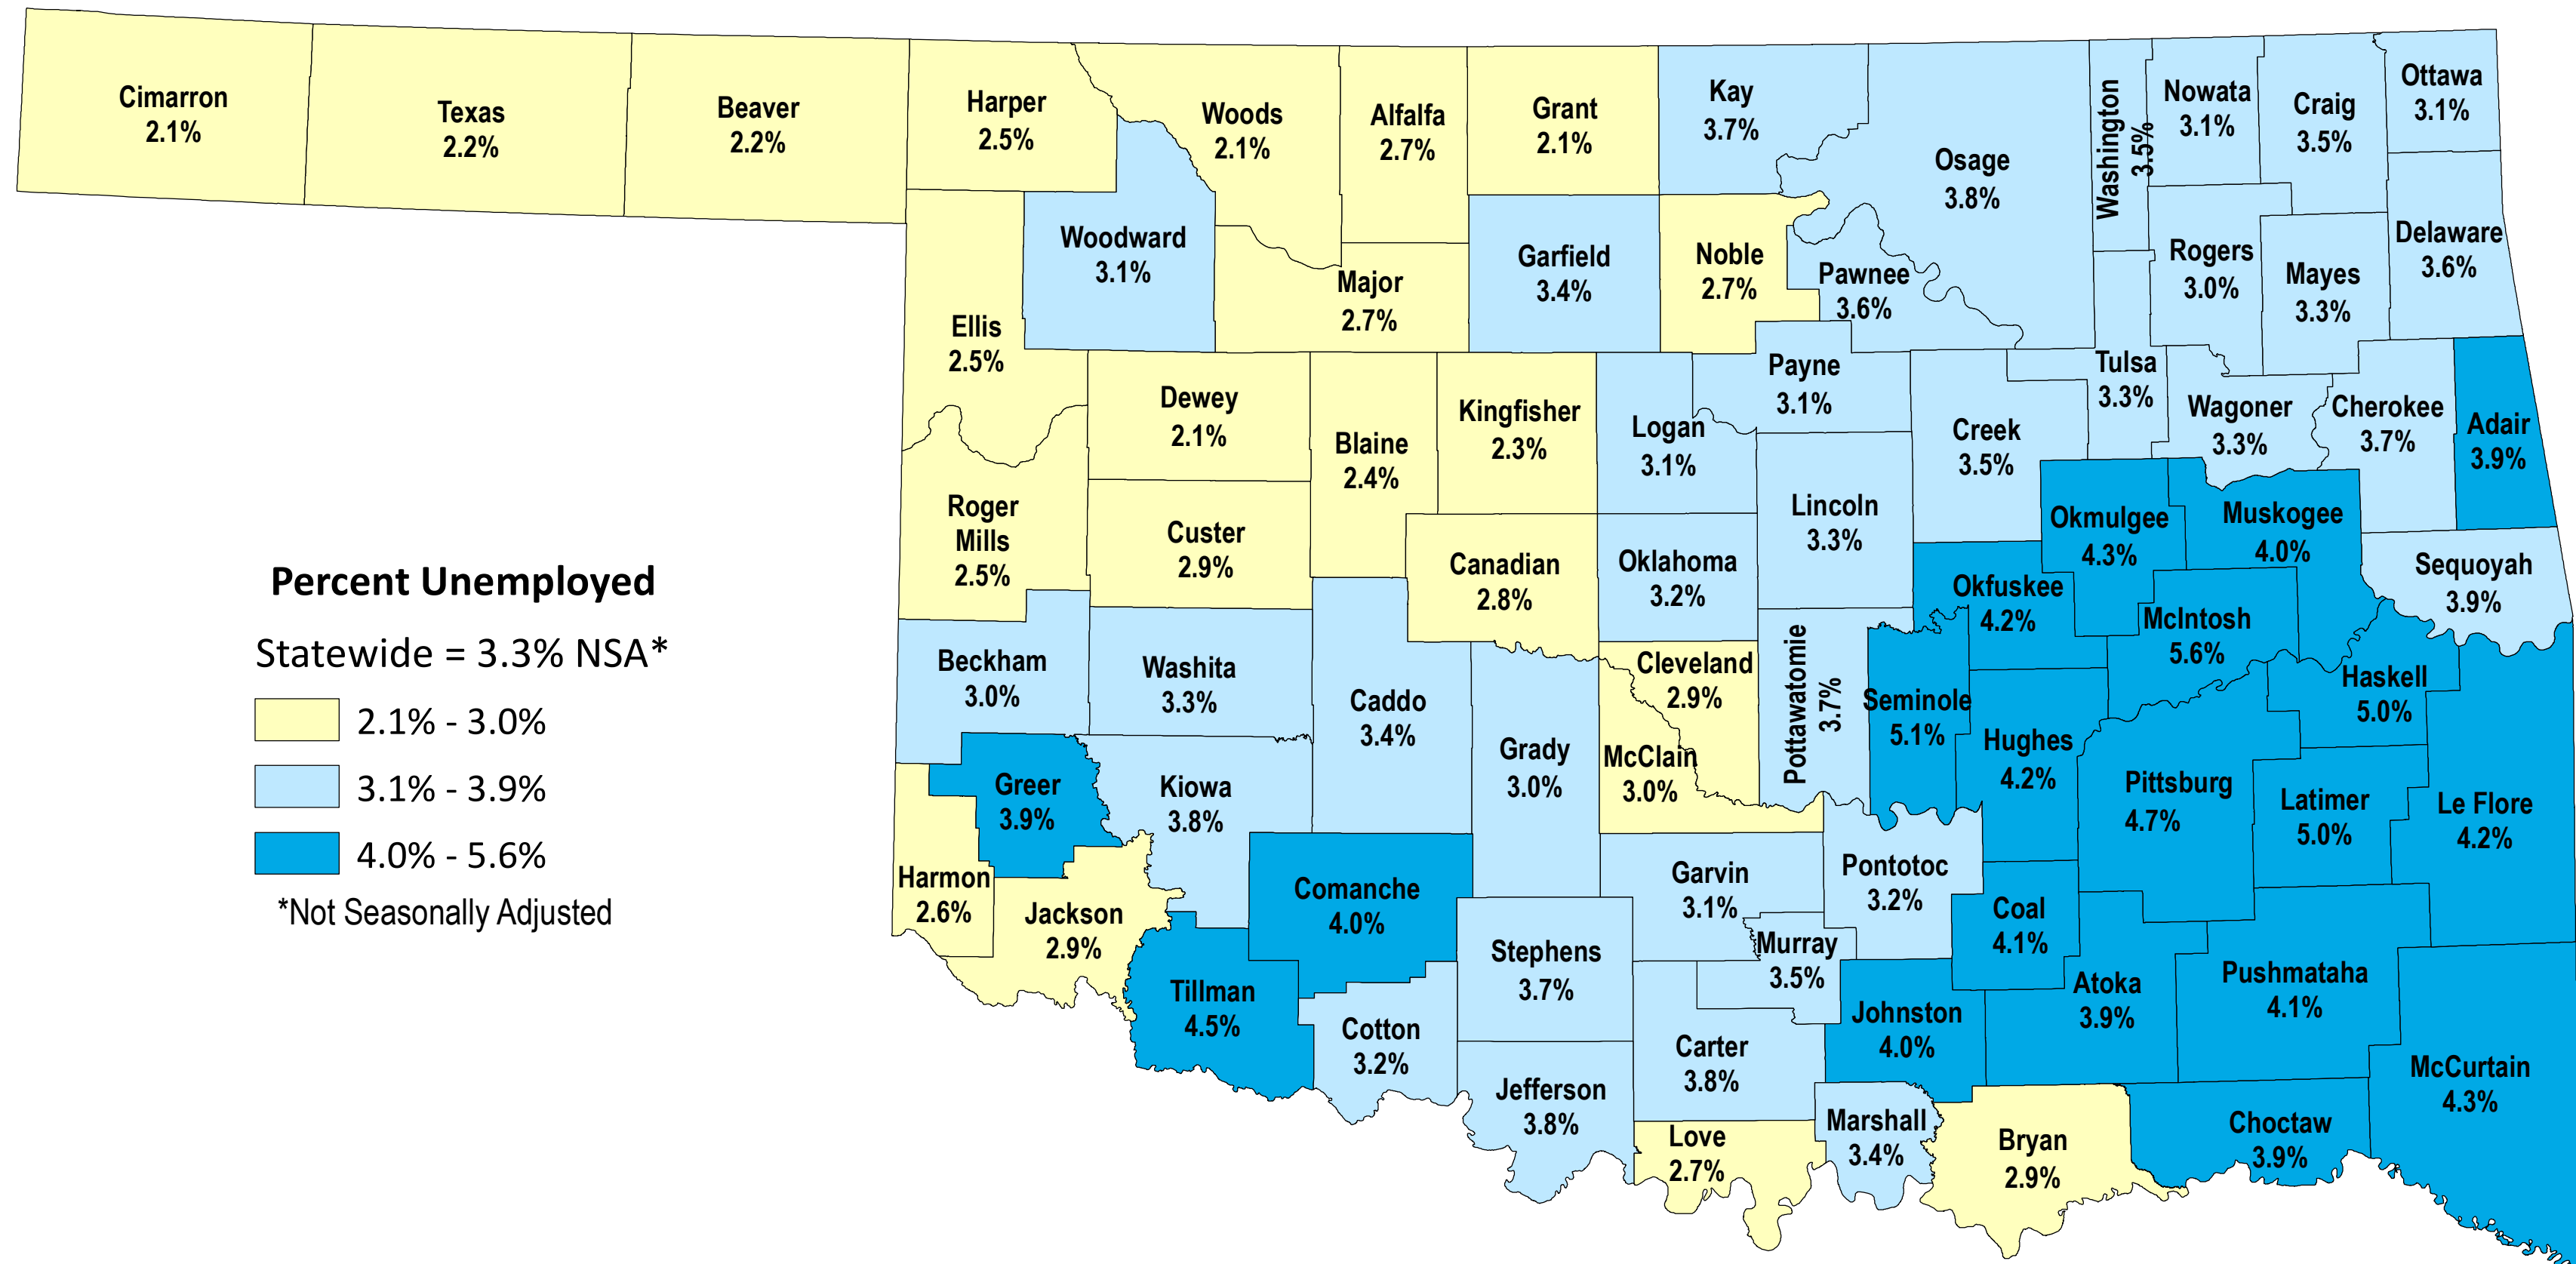 Cimarron
2.1%
Texas
2.2%
Beaver
2.2%
Harper
2.5%
Woods
2.1%
Alfalfa
2.7%
Grant
2.1%
Kay
3.7%
Osage
3.8%
Washington
3.5%
Nowata
3.1%
Craig
3.5%
Ottawa
3.1%
Woodward
3.1%
Major
2.7%
Garfield
3.4%
Noble
2.7%
Pawnee
3.6%
Rogers
3.0%
Mayes
3.3%
Delaware
3.6%
Ellis
2.5%
Dewey
2.1%
Blaine
2.4%
Kingfisher
2.3%
Logan
3.1%
Payne
3.1%
Creek
3.5%
Tulsa
3.3%
Wagoner
3.3%
Cherokee
3.7%
Adair
3.9%
Roger
Mills
2.5%
Custer
2.9%
Canadian
2.8%
Oklahoma
3.2%
Lincoln
3.3%
Okmulgee
4.3%
Muskogee
4.0%
Sequoyah
3.9%
Okfuskee
4.2%
McIntosh
5.6%
Percent Unemployed
Statewide = 3.3% NSA*
2.1% - 3.0%
3.1% - 3.9%
4.0% - 5.6%
*Not Seasonally Adjusted
Beckham
3.0%
Washita
3.3%
Caddo
3.4%
Grady
3.0%
Cleveland
2.9%
McClain
3.0%
Pottawatomie
3.7%
Seminole
5.1%
Hughes
4.2%
Haskell
5.0%
Pittsburg
4.7%
Latimer
5.0%
Le Flore
4.2%
Greer
3.9%
Kiowa
3.8%
Harmon
2.6%
Jackson
2.9%
Comanche
4.0%
Garvin
3.1%
Pontotoc
3.2%
Coal
4.1%
Tillman
4.5%
Stephens
3.7%
Murray
3.5%
Johnston
4.0%
Atoka
3.9%
Pushmataha
4.1%
Cotton
3.2%
Carter
3.8%
McCurtain
4.3%
Jefferson
3.8%
Love
2.7%
Marshall
3.4%
Bryan
2.9%
Choctaw
3.9%